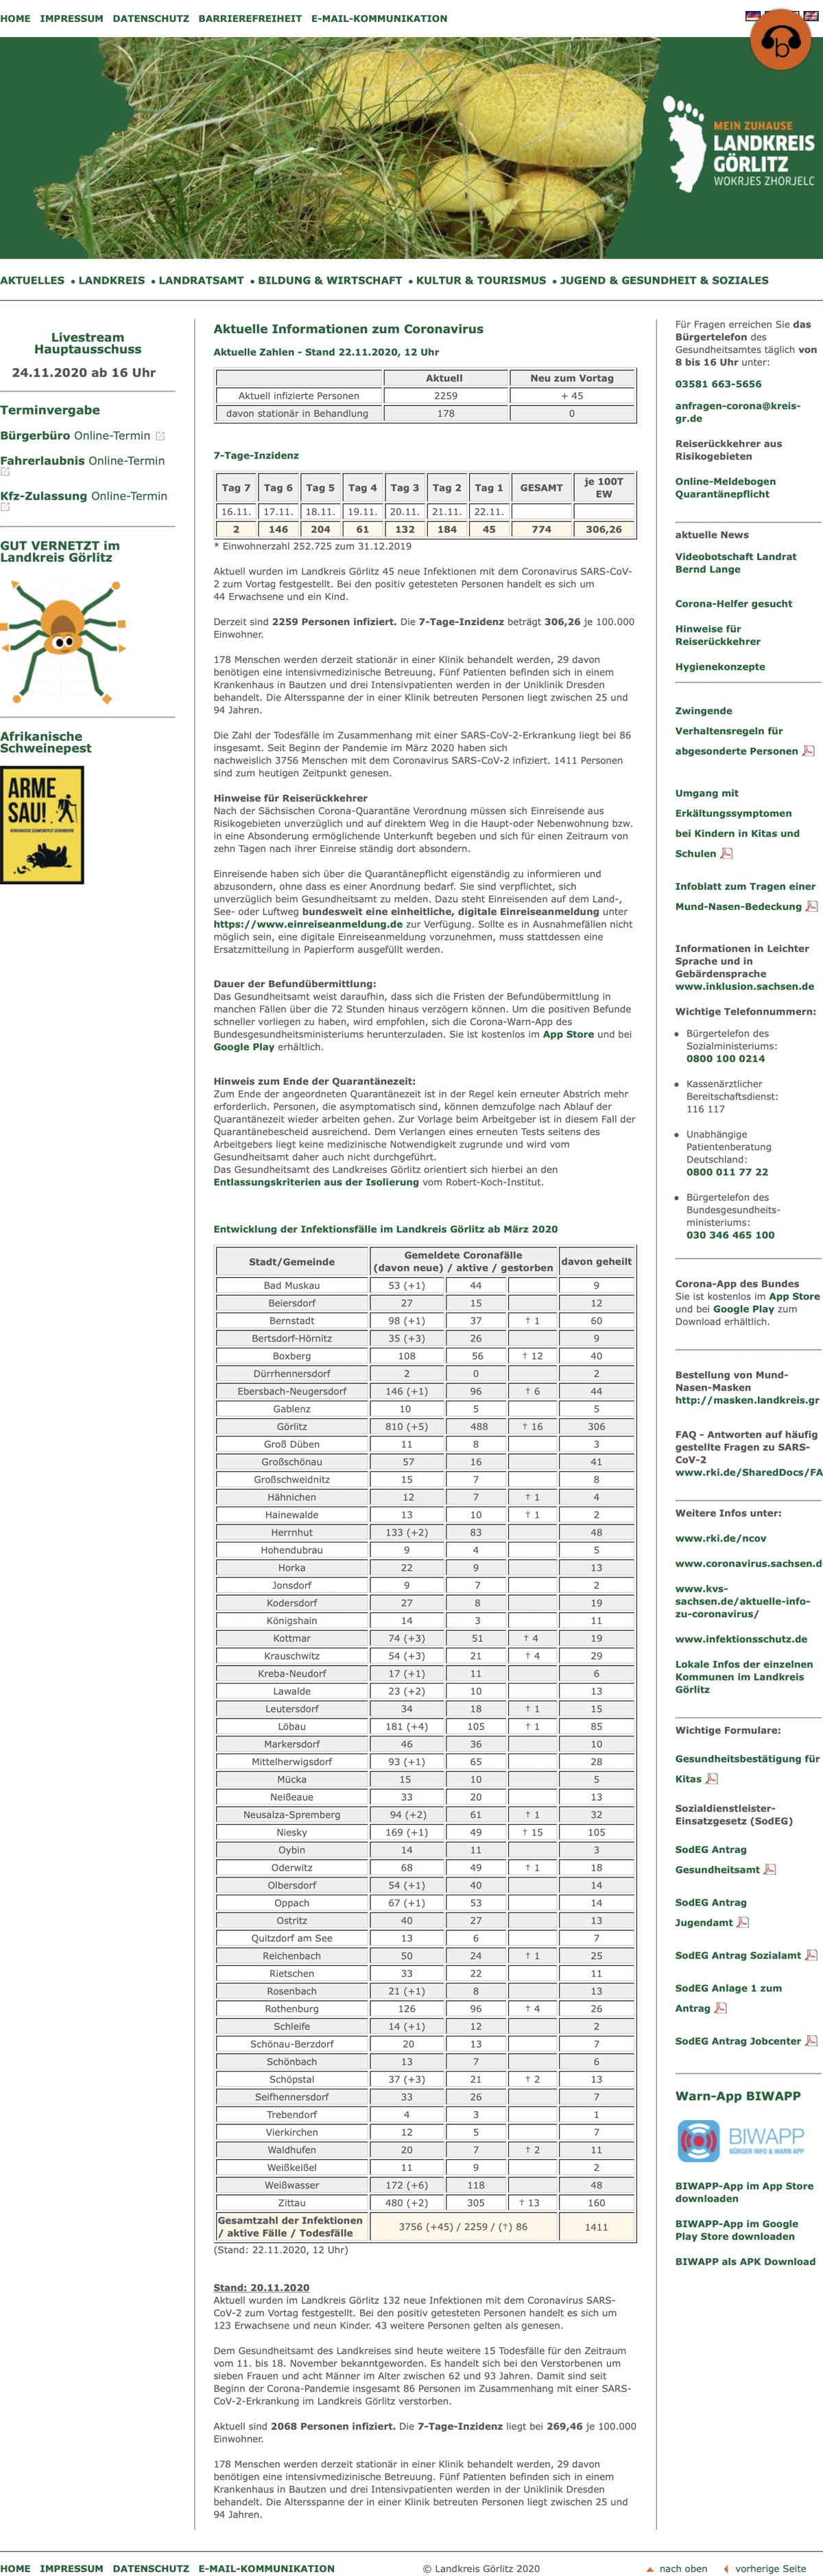 HOME IMPRESSUM DATENSCHUTZ BARRIEREFREIHEIT E-MAIL-KOMMUNIKATION
MEIN ZUHAUSE
LANDKREIS
GÖRLITZ
WOKRJES ZHORJELC
AKTUELLES • LANDKREIS • LANDRATSAMT • BILDUNG & WIRTSCHAFT • KULTUR & TOURISMUS • JUGEND & GESUNDHEIT & SOZIALES
Livestream
Hauptausschuss
24.11.2020 ab 16 Uhr
Terminvergabe
Bürgerbüro Online-Termin
Fahrerlaubnis Online-Termin
Kfz-Zulassung Online-Termin
GUT VERNETZT im
Landkreis Görlitz
Afrikanische
Schweinepest
ARME
SAU!
Aktuelle Informationen zum Coronavirus
Aktuelle Zahlen - Stand 22.11.2020, 12 Uhr
Aktuell Neu zum Vortag
Aktuell infizierte Personen 2259 + 45
davon stationär in Behandlung 178 0
7-Tage-Inzidenz
Tag 7 Tag 6 Tag 5 Tag 4 Tag 3 Tag 2 Tag 1 GESAMT je 100T
EW
16.11. 17.11. 18.11. 19.11. 20.11. 21.11. 22.11.
2 146 204 61 132 184 45 774 306,26
* Einwohnerzahl 252.725 zum 31.12.2019
Aktuell wurden im Landkreis Görlitz 45 neue Infektionen mit dem Coronavirus SARS-CoV-
2 zum Vortag festgestellt. Bei den positiv getesteten Personen handelt es sich um
44 Erwachsene und ein Kind.
Derzeit sind 2259 Personen infiziert. Die 7-Tage-Inzidenz beträgt 306,26 je 100.000
Einwohner.
178 Menschen werden derzeit stationär in einer Klinik behandelt werden, 29 davon
benötigen eine intensivmedizinische Betreuung. Fünf Patienten befinden sich in einem
Krankenhaus in Bautzen und drei Intensivpatienten werden in der Uniklinik Dresden
behandelt. Die Altersspanne der in einer Klinik betreuten Personen liegt zwischen 25 und
94 Jahren.
Die Zahl der Todesfälle im Zusammenhang mit einer SARS-CoV-2-Erkrankung liegt bei 86
insgesamt. Seit Beginn der Pandemie im März 2020 haben sich
nachweislich 3756 Menschen mit dem Coronavirus SARS-CoV-2 infiziert. 1411 Personen
sind zum heutigen Zeitpunkt genesen.
Hinweise für Reiserückkehrer
Nach der Sächsischen Corona-Quarantäne Verordnung müssen sich Einreisende aus
Risikogebieten unverzüglich und auf direktem Weg in die Haupt-oder Nebenwohnung bzw.
in eine Absonderung ermöglichende Unterkunft begeben und sich für einen Zeitraum von
zehn Tagen nach ihrer Einreise ständig dort absondern.
Einreisende haben sich über die Quarantänepflicht eigenständig zu informieren und
abzusondern, ohne dass es einer Anordnung bedarf. Sie sind verpflichtet, sich
unverzüglich beim Gesundheitsamt zu melden. Dazu steht Einreisenden auf dem Land-,
See- oder Luftweg bundesweit eine einheitliche, digitale Einreiseanmeldung unter
https://www.einreiseanmeldung.de zur Verfügung. Sollte es in Ausnahmefällen nicht
möglich sein, eine digitale Einreiseanmeldung vorzunehmen, muss stattdessen eine
Ersatzmitteilung in Papierform ausgefüllt werden.
Dauer der Befundübermittlung:
Das Gesundheitsamt weist daraufhin, dass sich die Fristen der Befundübermittlung in
manchen Fällen über die 72 Stunden hinaus verzögern können. Um die positiven Befunde
schneller vorliegen zu haben, wird empfohlen, sich die Corona-Warn-App des
Bundesgesundheitsministeriums herunterzuladen. Sie ist kostenlos im App Store und bei
Google Play erhältlich.
Hinweis zum Ende der Quarantänezeit:
Zum Ende der angeordneten Quarantänezeit ist in der Regel kein erneuter Abstrich mehr
erforderlich. Personen, die asymptomatisch sind, können demzufolge nach Ablauf der
Quarantänezeit wieder arbeiten gehen. Zur Vorlage beim Arbeitgeber ist in diesem Fall der
Quarantänebescheid ausreichend. Dem Verlangen eines erneuten Tests seitens des
Arbeitgebers liegt keine medizinische Notwendigkeit zugrunde und wird vom
Gesundheitsamt daher auch nicht durchgeführt.
Das Gesundheitsamt des Landkreises Görlitz orientiert sich hierbei an den
Entlassungskriterien aus der Isolierung vom Robert-Koch-Institut.
Entwicklung der Infektionsfälle im Landkreis Görlitz ab März 2020
Stadt/Gemeinde Gemeldete Coronafälle
(davon neue) / aktive / gestorben davon geheilt
Bad Muskau 53 (+1) 44 9
Beiersdorf 27 15 12
Bernstadt 98 (+1) 37 † 1 60
Bertsdorf-Hörnitz 35 (+3) 26 9
Boxberg 108 56 † 12 40
Dürrhennersdorf 2 0 2
Ebersbach-Neugersdorf 146 (+1) 96 † 6 44
Gablenz 10 5 5
Görlitz 810 (+5) 488 † 16 306
Groß Düben 11 8 3
Großschönau 57 16 41
Großschweidnitz 15 7 8
Hähnichen 12 7 † 1 4
Hainewalde 13 10 † 1 2
Herrnhut 133 (+2) 83 48
Hohendubrau 9 4 5
Horka 22 9 13
Jonsdorf 9 7 2
Kodersdorf 27 8 19
Königshain 14 3 11
Kottmar 74 (+3) 51 † 4 19
Krauschwitz 54 (+3) 21 † 4 29
Kreba-Neudorf 17 (+1) 11 6
Lawalde 23 (+2) 10 13
Leutersdorf 34 18 † 1 15
Löbau 181 (+4) 105 † 1 85
Markersdorf 46 36 10
Mittelherwigsdorf 93 (+1) 65 28
Mücka 15 10 5
Neißeaue 33 20 13
Neusalza-Spremberg 94 (+2) 61 † 1 32
Niesky 169 (+1) 49 † 15 105
Oybin 14 11 3
Oderwitz 68 49 † 1 18
Olbersdorf 54 (+1) 40 14
Oppach 67 (+1) 53 14
Ostritz 40 27 13
Quitzdorf am See 13 6 7
Reichenbach 50 24 † 1 25
Rietschen 33 22 11
Rosenbach 21 (+1) 8 13
Rothenburg 126 96 † 4 26
Schleife 14 (+1) 12 2
Schönau-Berzdorf 20 13 7
Schönbach 13 7 6
Schöpstal 37 (+3) 21 † 2 13
Seifhennersdorf 33 26 7
Trebendorf 4 3 1
Vierkirchen 12 5 7
Waldhufen 20 7 † 2 11
Weißkeißel 11 9 2
Weißwasser 172 (+6) 118 48
Zittau 480 (+2) 305 † 13 160
Gesamtzahl der Infektionen
/ aktive Fälle / Todesfälle 3756 (+45) / 2259 / (†) 86 1411
(Stand: 22.11.2020, 12 Uhr)
Stand: 20.11.2020
Aktuell wurden im Landkreis Görlitz 132 neue Infektionen mit dem Coronavirus SARS-
CoV-2 zum Vortag festgestellt. Bei den positiv getesteten Personen handelt es sich um
123 Erwachsene und neun Kinder. 43 weitere Personen gelten als genesen.
Dem Gesundheitsamt des Landkreises sind heute weitere 15 Todesfälle für den Zeitraum
vom 11. bis 18. November bekanntgeworden. Es handelt sich bei den Verstorbenen um
sieben Frauen und acht Männer im Alter zwischen 62 und 93 Jahren. Damit sind seit
Beginn der Corona-Pandemie insgesamt 86 Personen im Zusammenhang mit einer SARS-
CoV-2-Erkrankung im Landkreis Görlitz verstorben.
Aktuell sind 2068 Personen infiziert. Die 7-Tage-Inzidenz liegt bei 269,46 je 100.000
Einwohner.
178 Menschen werden derzeit stationär in einer Klinik behandelt werden, 29 davon
benötigen eine intensivmedizinische Betreuung. Fünf Patienten befinden sich in einem
Krankenhaus in Bautzen und drei Intensivpatienten werden in der Uniklinik Dresden
behandelt. Die Altersspanne der in einer Klinik betreuten Personen liegt zwischen 25 und
94 Jahren.
Für Fragen erreichen Sie das
Bürgertelefon des
Gesundheitsamtes täglich von
8 bis 16 Uhr unter:
03581 663-5656
anfragen-corona@kreis-
gr.de
Reiserückkehrer aus
Risikogebieten
Online-Meldebogen
Quarantänepflicht
aktuelle News
Videobotschaft Landrat
Bernd Lange
Corona-Helfer gesucht
Hinweise für
Reiserückkehrer
Hygienekonzepte
Zwingende
Verhaltensregeln für
abgesonderte Personen
Umgang mit
Erkältungssymptomen
bei Kindern in Kitas und
Schulen
Infoblatt zum Tragen einer
Mund-Nasen-Bedeckung
Informationen in Leichter
Sprache und in
Gebärdensprache
www.inklusion.sachsen.de
Wichtige Telefonnummern:
• Bürgertelefon des
Sozialministeriums:
0800 100 0214
• Kassenärztlicher
Bereitschaftsdienst:
116 117
• Unabhängige
Patientenberatung
Deutschland:
0800 011 77 22
• Bürgertelefon des
Bundesgesundheits-
ministeriums:
030 346 465 100
Corona-App des Bundes
Sie ist kostenlos im App Store
und bei Google Play zum
Download erhältlich.
Bestellung von Mund-
Nasen-Masken
http://masken.landkreis.gr
FAQ - Antworten auf häufig
gestellte Fragen zu SARS-
CoV-2
www.rki.de/SharedDocs/FA
Weitere Infos unter:
www.rki.de/ncov
www.coronavirus.sachsen.d
www.kvs-
sachsen.de/aktuelle-info-
zu-coronavirus/
www.infektionsschutz.de
Lokale Infos der einzelnen
Kommunen im Landkreis
Görlitz
Wichtige Formulare:
Gesundheitsbestätigung für
Kitas
Sozialdienstleister-
Einsatzgesetz (SodEG)
SodEG Antrag
Gesundheitsamt
SodEG Antrag
Jugendamt
SodEG Antrag Sozialamt
SodEG Anlage 1 zum
Antrag
SodEG Antrag Jobcenter
Warn-App BIWAPP
BIWAPP
BÜRGER INFO & WARN APP
BIWAPP-App im App Store
downloaden
BIWAPP-App im Google
Play Store downloaden
BIWAPP als APK Download
HOME IMPRESSUM DATENSCHUTZ E-MAIL-KOMMUNIKATION © Landkreis Görlitz 2020 nach oben vorherige Seite